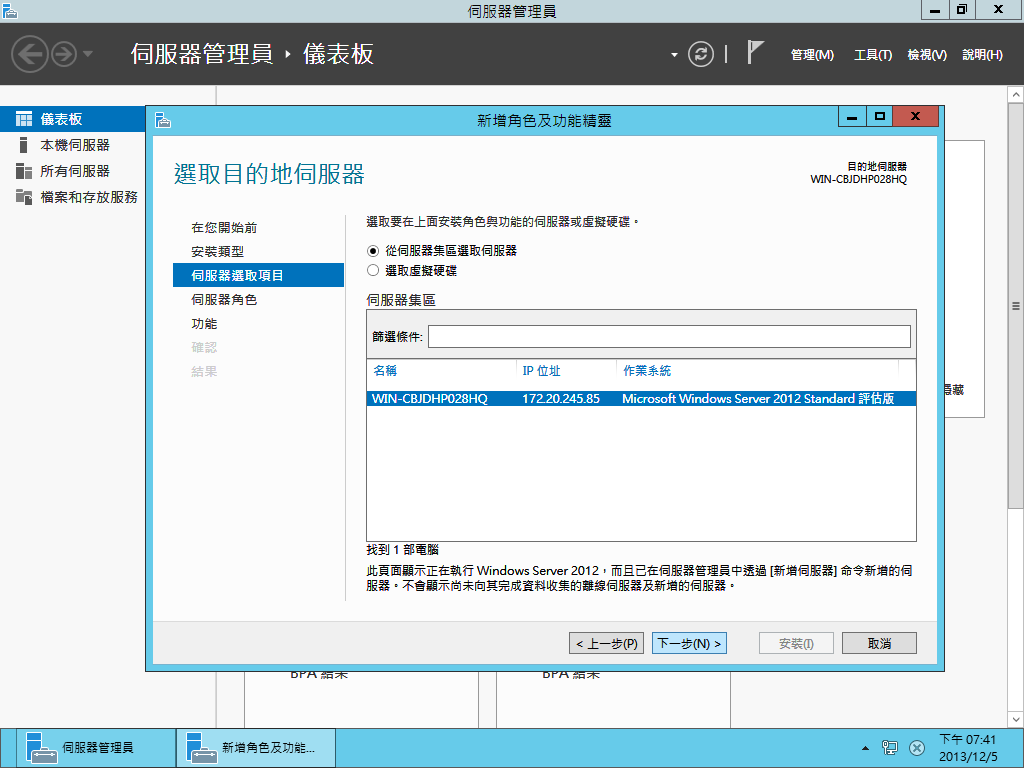 伺服器管理員
伺服器管理員 ‣ 儀表板
管理(M) 工具(T) 檢視(V) 說明(H)
儀表板
本機伺服器
所有伺服器
檔案和存放服務
新增角色及功能精靈
選取目的地伺服器
目的地伺服器
WIN-CBJDHP028HQ
在您開始前
安裝類型
伺服器選取項目
伺服器角色
功能
確認
結果
選取要在上面安裝角色與功能的伺服器或虛擬硬碟。
從伺服器集區選取伺服器
選取虛擬硬碟
伺服器集區
篩選條件:
名稱 IP 位址 作業系統
WIN-CBJDHP028HQ 172.20.245.85 Microsoft Windows Server 2012 Standard 評估版
找到 1 部電腦
此頁面顯示正在執行 Windows Server 2012，而且已在伺服器管理員中透過 [新增伺服器] 命令新增的伺
服器。不會顯示尚未向其完成資料收集的離線伺服器及新增的伺服器。
< 上一步(P) 下一步(N) > 安裝(I) 取消
隱藏
BPA 結果 BPA 結果
伺服器管理員 新增角色及功能...
下午 07:41
2013/12/5